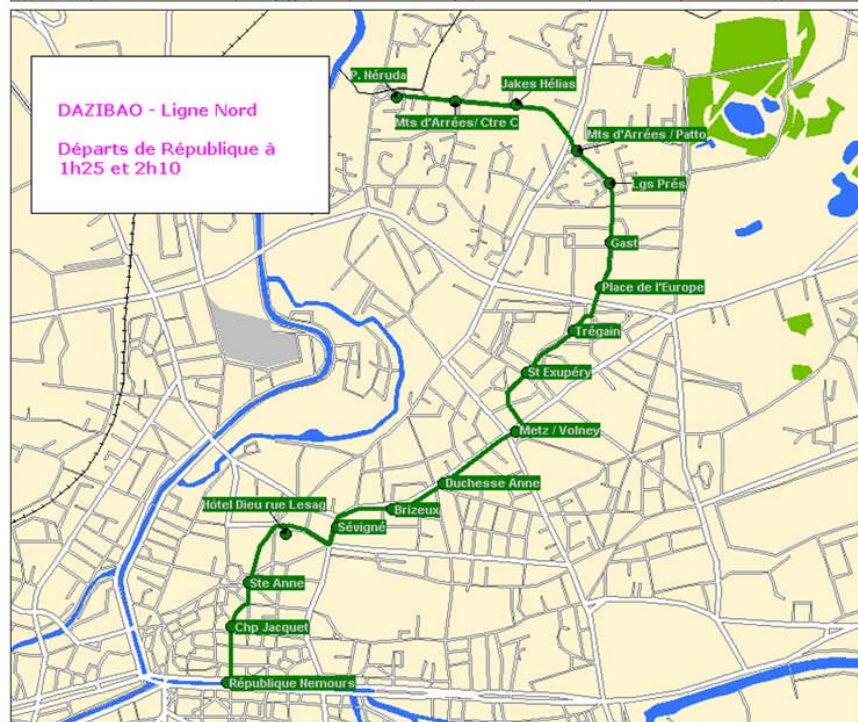 DAZIBAO - Ligne Nord
Départs de République à
1h25 et 2h10
P. Néruda
Jakes Hélias
Mts d'Arrées/ Ctre C
Mts d'Arrées / Patto
Lgs Prés
Gast
Place de l'Europe
Trégain
St Exupéry
Metz / Volney
Duchesse Anne
Hôtel Dieu rue Lesag
Brizeux
Sévigné
Ste Anne
Chp Jacquet
République Nemours